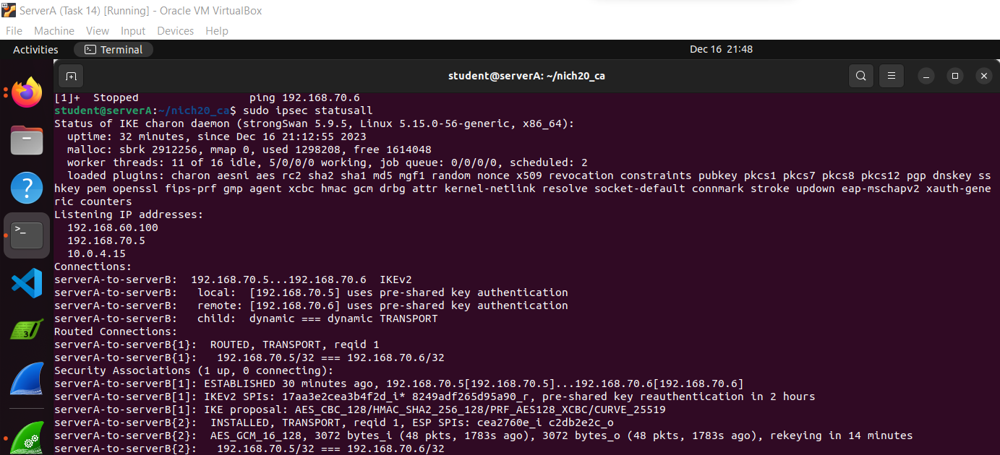 ServerA (Task 14) [Running] - Oracle VM VirtualBox
File Machine View Input Devices Help
Activities Terminal Dec 16 21:48
student@serverA: ~/nich20_ca
[1]+  Stopped                 ping 192.168.70.6
student@serverA:~/nich20_ca$ sudo ipsec statusall
Status of IKE charon daemon (strongSwan 5.9.5, Linux 5.15.0-56-generic, x86_64):
  uptime: 32 minutes, since Dec 16 21:12:55 2023
  malloc: sbrk 2912256, mmap 0, used 1298208, free 1614048
  worker threads: 11 of 16 idle, 5/0/0/0 working, job queue: 0/0/0/0, scheduled: 2
  loaded plugins: charon aesni aes rc2 sha2 sha1 md5 mgf1 random nonce x509 revocation constraints pubkey pkcs1 pkcs7 pkcs8 pkcs12 pgp dnskey ss
hkey pem openssl fips-prf gmp agent xcbc hmac gcm drbg attr kernel-netlink resolve socket-default connmark stroke updown eap-mschapv2 xauth-gene
ric counters
Listening IP addresses:
  192.168.60.100
  192.168.70.5
  10.0.4.15
Connections:
serverA-to-serverB:  192.168.70.5...192.168.70.6  IKEv2
serverA-to-serverB:   local:  [192.168.70.5] uses pre-shared key authentication
serverA-to-serverB:   remote: [192.168.70.6] uses pre-shared key authentication
serverA-to-serverB:   child:  dynamic === dynamic TRANSPORT
Routed Connections:
serverA-to-serverB{1}:  ROUTED, TRANSPORT, reqid 1
serverA-to-serverB{1}:   192.168.70.5/32 === 192.168.70.6/32
Security Associations (1 up, 0 connecting):
serverA-to-serverB[1]: ESTABLISHED 30 minutes ago, 192.168.70.5[192.168.70.5]...192.168.70.6[192.168.70.6]
serverA-to-serverB[1]: IKEv2 SPIs: 17aa3e2cea3b4f2d_i* 8249adf265d95a90_r, pre-shared key reauthentication in 2 hours
serverA-to-serverB[1]: IKE proposal: AES_CBC_128/HMAC_SHA2_256_128/PRF_AES128_XCBC/CURVE_25519
serverA-to-serverB{2}:  INSTALLED, TRANSPORT, reqid 1, ESP SPIs: cea2760e_i c2db2e2c_o
serverA-to-serverB{2}:  AES_GCM_16_128, 3072 bytes_i (48 pkts, 1783s ago), 3072 bytes_o (48 pkts, 1783s ago), rekeying in 14 minutes
serverA-to-serverB{2}:   192.168.70.5/32 === 192.168.70.6/32